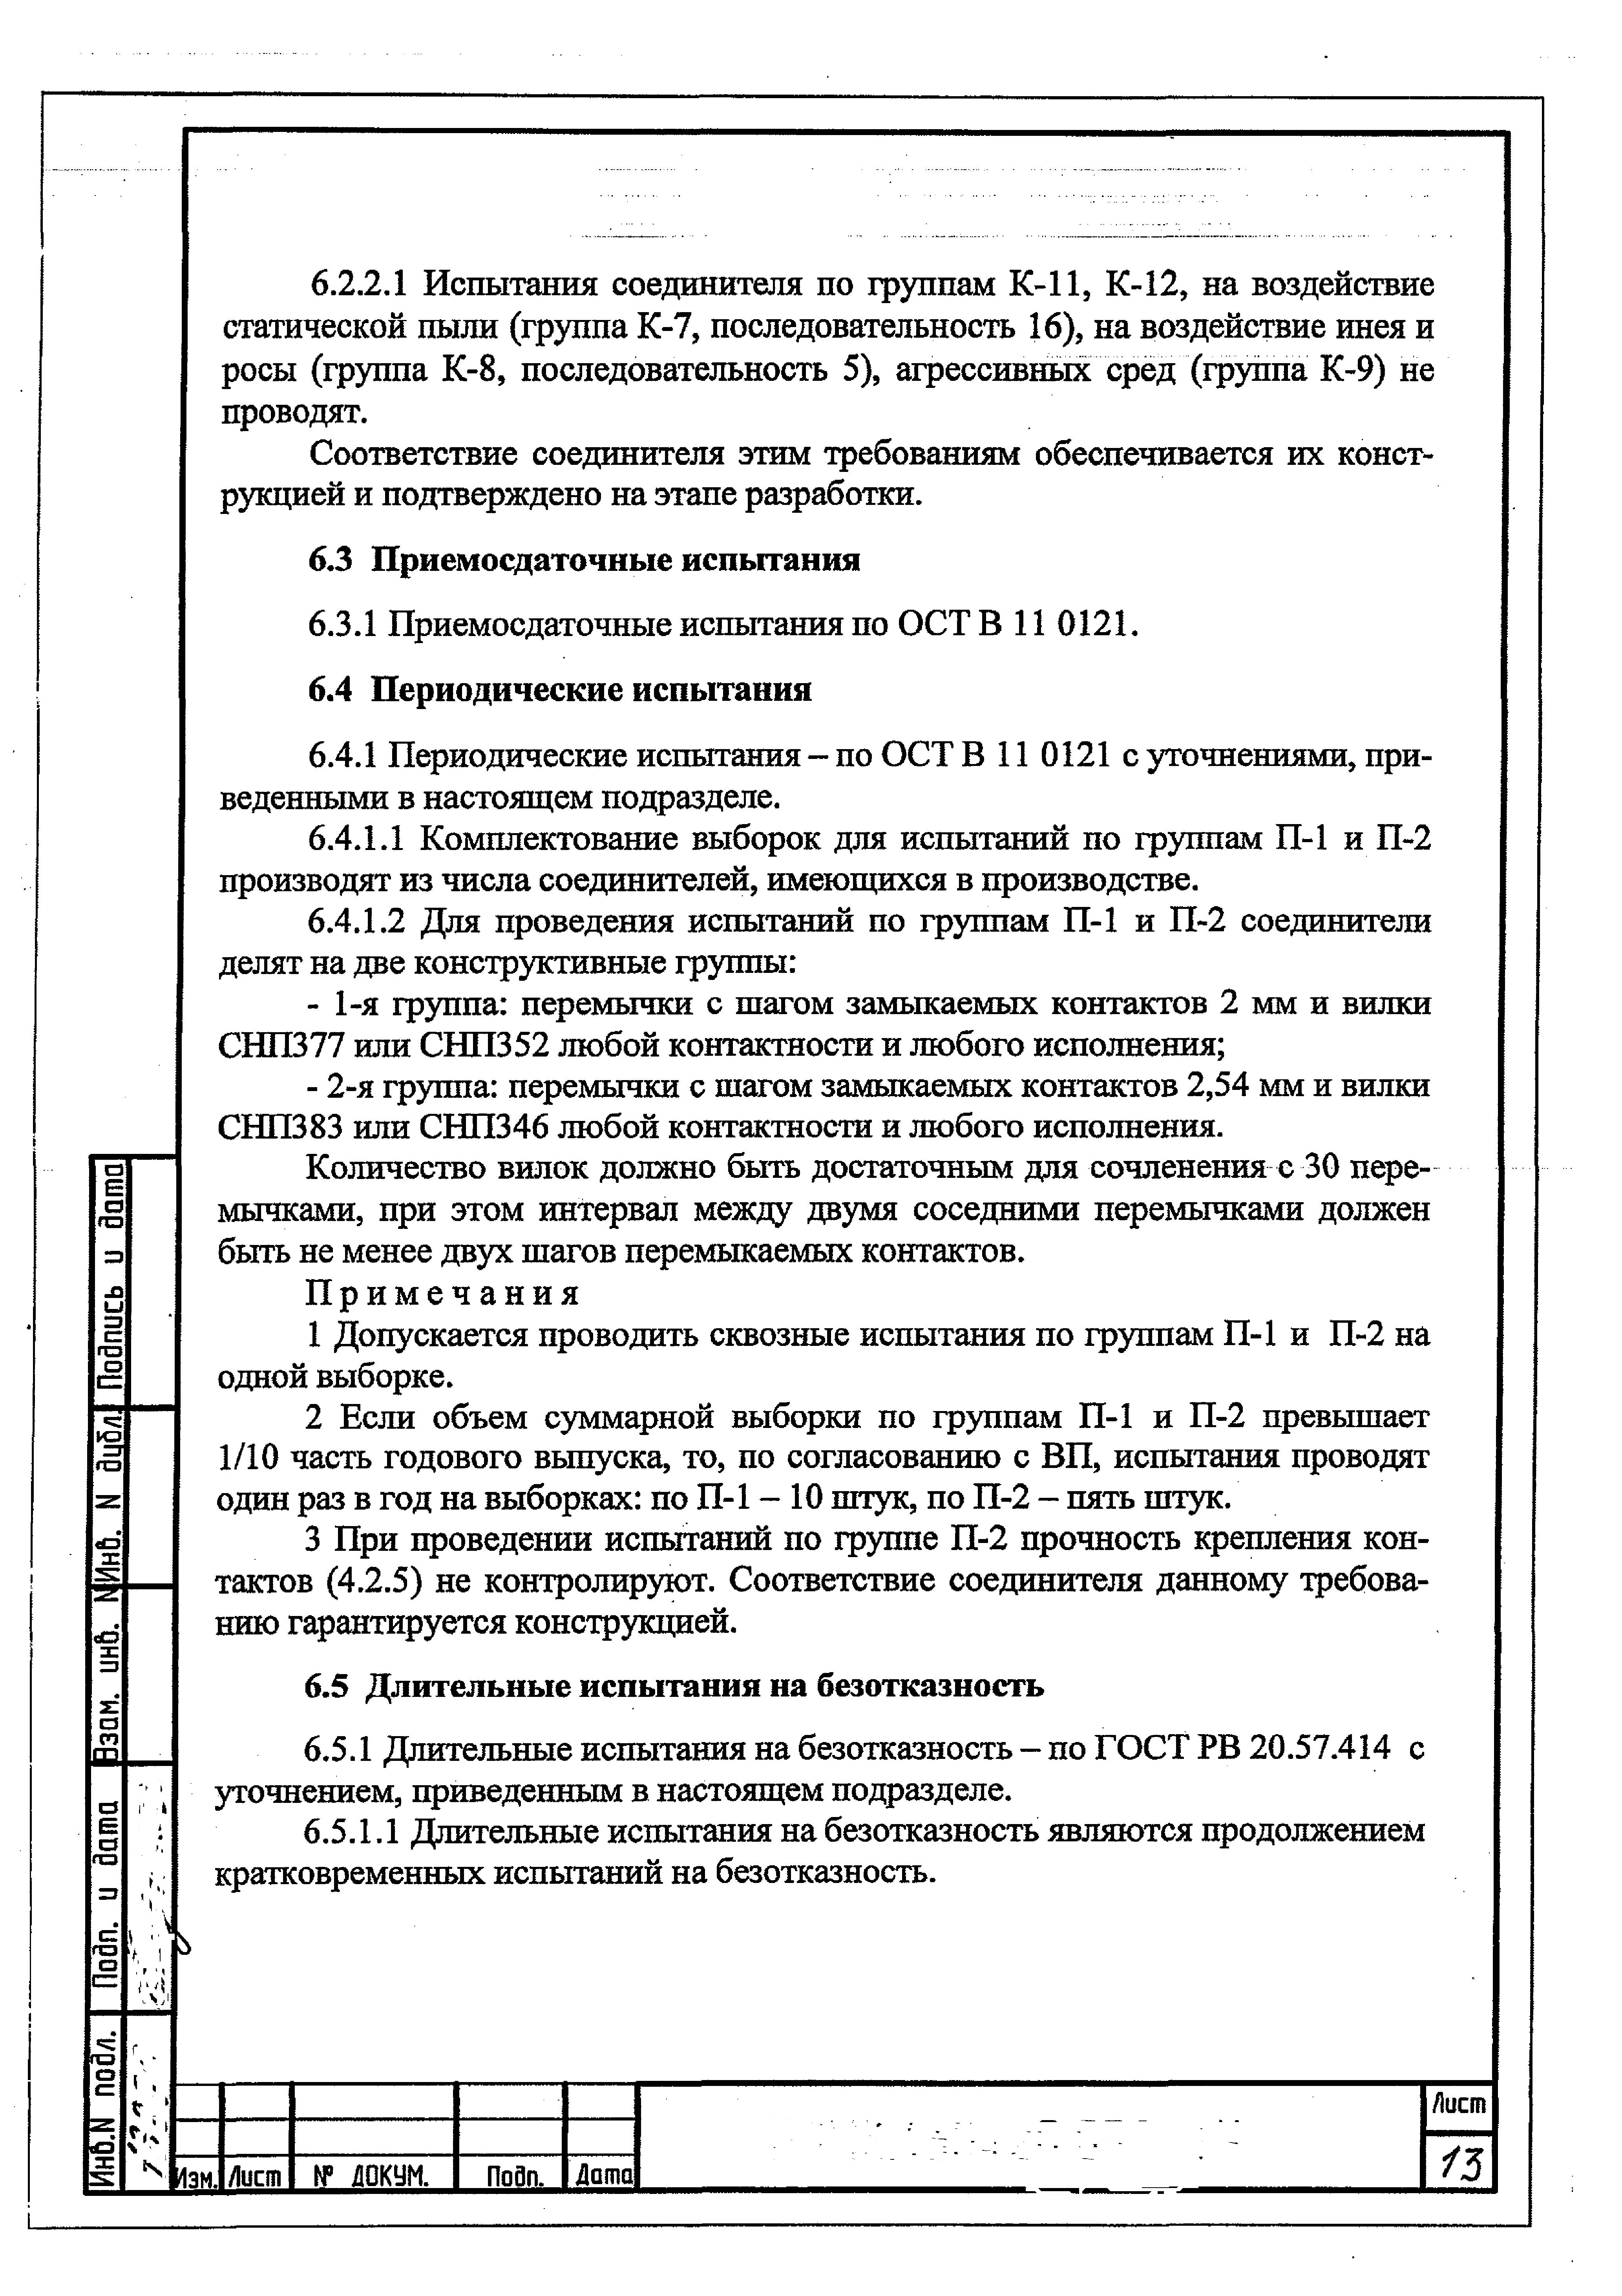 6.2.2.1 Испытания соединителя по группам К-11, К-12, на воздействие
статической пыли (группа К-7, последовательность 16), на воздействие инея и
росы (группа К-8, последовательность 5), агрессивных сред (группа К-9) не
проводят.
Соответствие соединителя этим требованиям обеспечивается их конст-
рукцией и подтверждено на этапе разработки.
6.3 Приемосдаточные испытания
6.3.1 Приемосдаточные испытания по ОСТ В 11 0121.
6.4 Периодические испытания
6.4.1 Периодические испытания – по ОСТ В 11 0121 с уточнениями, при-
веденными в настоящем подразделе.
6.4.1.1 Комплектование выборок для испытаний по группам П-1 и П-2
производят из числа соединителей, имеющихся в производстве.
6.4.1.2 Для проведения испытаний по группам П-1 и П-2 соединители
делят на две конструктивные группы:
- 1-я группа: перемычки с шагом замыкаемых контактов 2 мм и вилки
СНП377 или СНП352 любой контактности и любого исполнения;
- 2-я группа: перемычки с шагом замыкаемых контактов 2,54 мм и вилки
СНП383 или СНП346 любой контактности и любого исполнения.
Количество вилок должно быть достаточным для сочленения с 30 пере-
мычками, при этом интервал между двумя соседними перемычками должен
быть не менее двух шагов перемыкаемых контактов.
Примечания
1 Допускается проводить сквозные испытания по группам П-1 и П-2 на
одной выборке.
2 Если объем суммарной выборки по группам П-1 и П-2 превышает
1/10 часть годового выпуска, то, по согласованию с ВП, испытания проводят
один раз в год на выборках: по П-1 – 10 штук, по П-2 – пять штук.
3 При проведении испытаний по группе П-2 прочность крепления кон-
тактов (4.2.5) не контролируют. Соответствие соединителя данному требова-
нию гарантируется конструкцией.
6.5 Длительные испытания на безотказность
6.5.1 Длительные испытания на безотказность – по ГОСТ РВ 20.57.414 с
уточнением, приведенным в настоящем подразделе.
6.5.1.1 Длительные испытания на безотказность являются продолжением
кратковременных испытаний на безотказность.
Подпись и дата
Инв. N дубл.
Взам. инв. N
Подп. и дата
Инв.N подл.
Изм. Лист № ДОКУМ. Подп. Дата
Лист
13